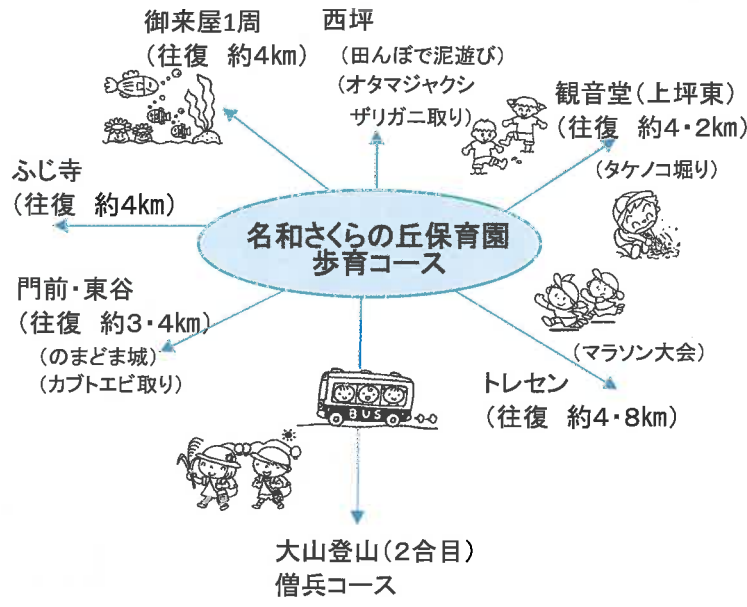 御来屋1周
(往復 約4km)
西坪
(田んぼで泥遊び)
(オタマジャクシ
ザリガニ取り)
観音堂(上坪東)
(往復 約4・2km)
(タケノコ堀り)
ふじ寺
(往復 約4km)
名和さくらの丘保育園
歩育コース
門前・東谷
(往復 約3・4km)
(のまどま城)
(カブトエビ取り)
(マラソン大会)
トレセン
(往復 約4・8km)
BUS
大山登山(2合目)
僧兵コース